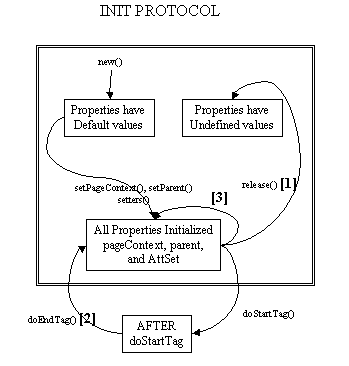 INIT PROTOCOL
new()
Properties have
Default values
Properties have
Undefined values
setPageContext(), setParent()
setters()
[3]
release() [1]
All Properties Initialized
pageContext, parent,
and AttSet
doEndTag() [2]
AFTER
doStartTag
doStartTag()